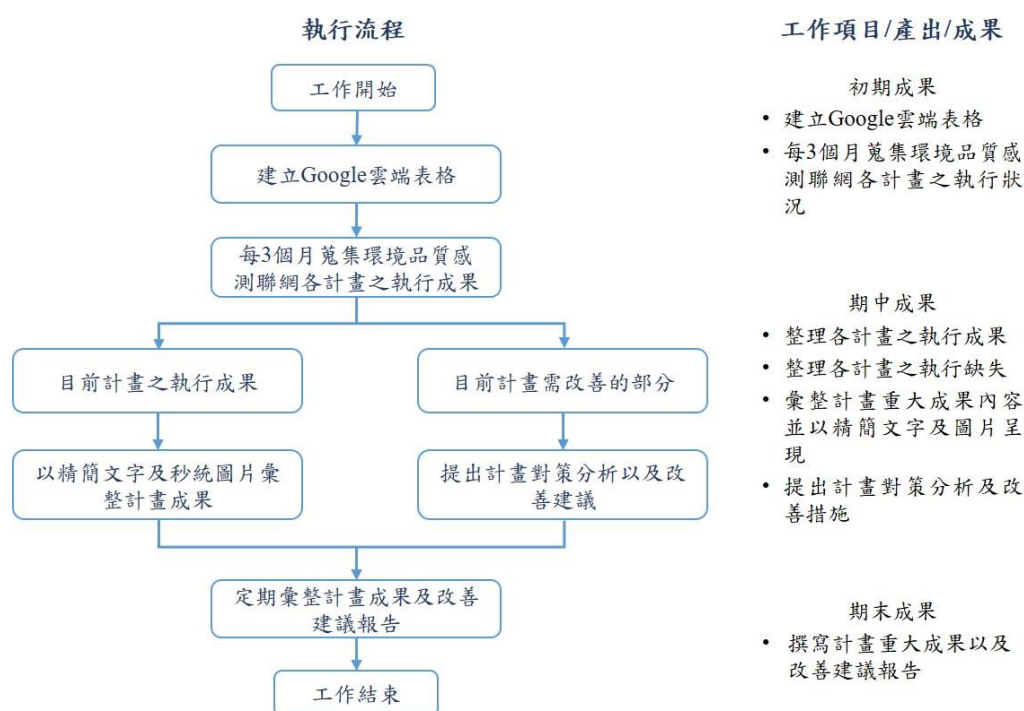 執行流程
工作開始
建立Google雲端表格
每3個月蒐集環境品質感
測聯網各計畫之執行成果
目前計畫之執行成果
目前計畫需改善的部分
以精簡文字及秒統圖片彙
整計畫成果
提出計畫對策分析以及改
善建議
定期彙整計畫成果及改善
建議報告
工作結束
工作項目/產出/成果
初期成果
• 建立Google雲端表格
• 每3個月蒐集環境品質感
測聯網各計畫之執行狀
況
期中成果
• 整理各計畫之執行成果
• 整理各計畫之執行缺失
• 彙整計畫重大成果內容
並以精簡文字及圖片呈
現
• 提出計畫對策分析及改
善措施
期末成果
• 撰寫計畫重大成果以及
改善建議報告